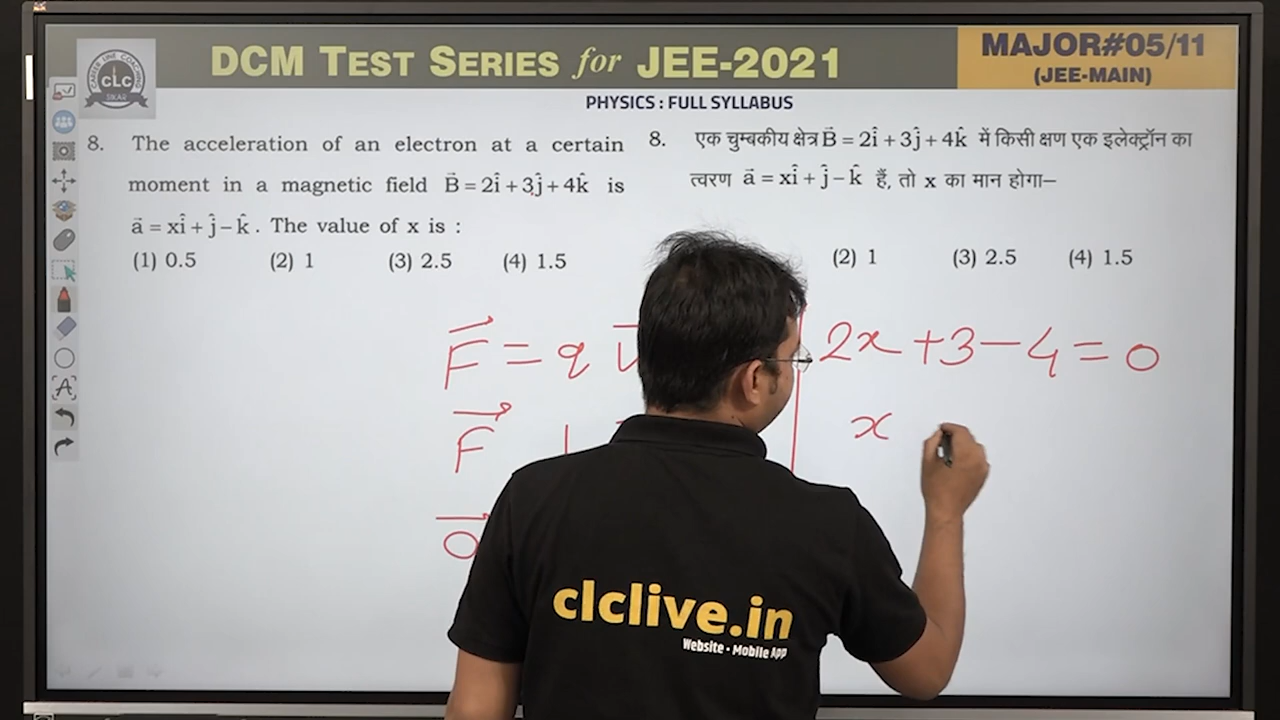 DCM TEST SERIES for JEE-2021
MAJOR#05/11
(JEE-MAIN)
CLC
SIKAR
PHYSICS : FULL SYLLABUS
8. The acceleration of an electron at a certain
moment in a magnetic field B⃗ = 2î + 3ĵ + 4k̂ is
a⃗ = xî + ĵ – k̂ . The value of x is :
(1) 0.5 (2) 1 (3) 2.5 (4) 1.5
8. एक चुम्बकीय क्षेत्र B⃗ = 2î + 3ĵ + 4k̂ में किसी क्षण एक इलेक्ट्रॉन का
त्वरण a⃗ = xî + ĵ – k̂ हैं, तो x का मान होगा–
(2) 1 (3) 2.5 (4) 1.5
F⃗ = q
F⃗ ⊥
2x + 3 – 4 = 0
x
clclive.in
Website • Mobile App